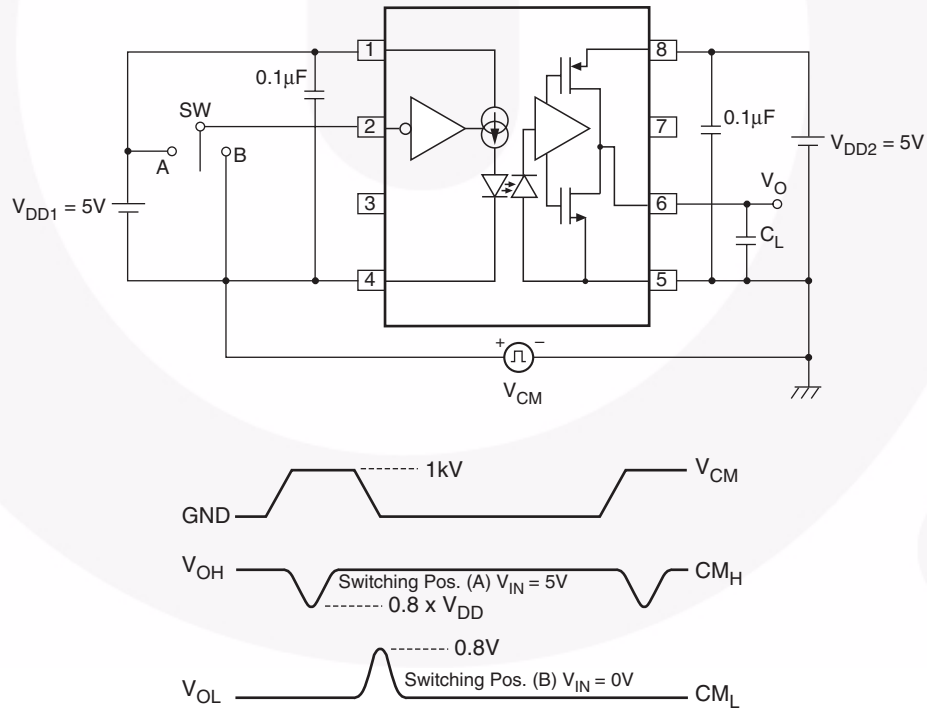 1
8
0.1μF
SW
2
7
0.1μF
A
B
V_DD2 = 5V
V_DD1 = 5V
3
6
V_O
C_L
4
5
+
−
V_CM
1kV
V_CM
GND
V_OH
Switching Pos. (A) V_IN = 5V
CM_H
0.8 x V_DD
0.8V
Switching Pos. (B) V_IN = 0V
V_OL
CM_L